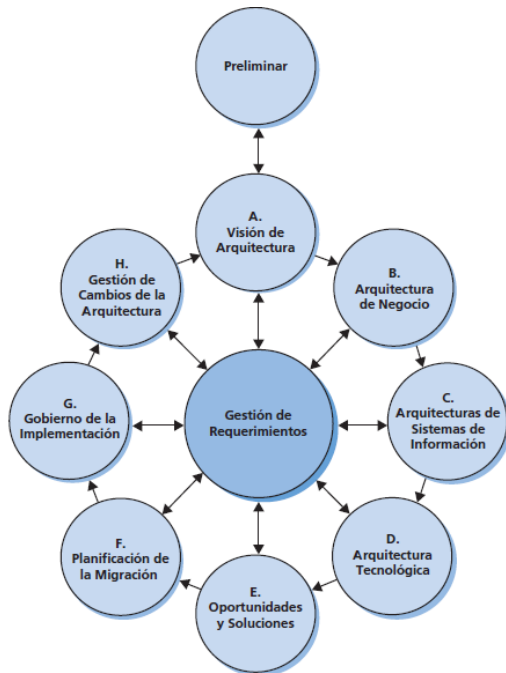 Preliminar
A.
Visión de
Arquitectura
B.
Arquitectura
de Negocio
C.
Arquitecturas de
Sistemas de
Información
D.
Arquitectura
Tecnológica
E.
Oportunidades
y Soluciones
F.
Planificación de
la Migración
G.
Gobierno de la
Implementación
H.
Gestión de
Cambios de la
Arquitectura
Gestión de
Requerimientos